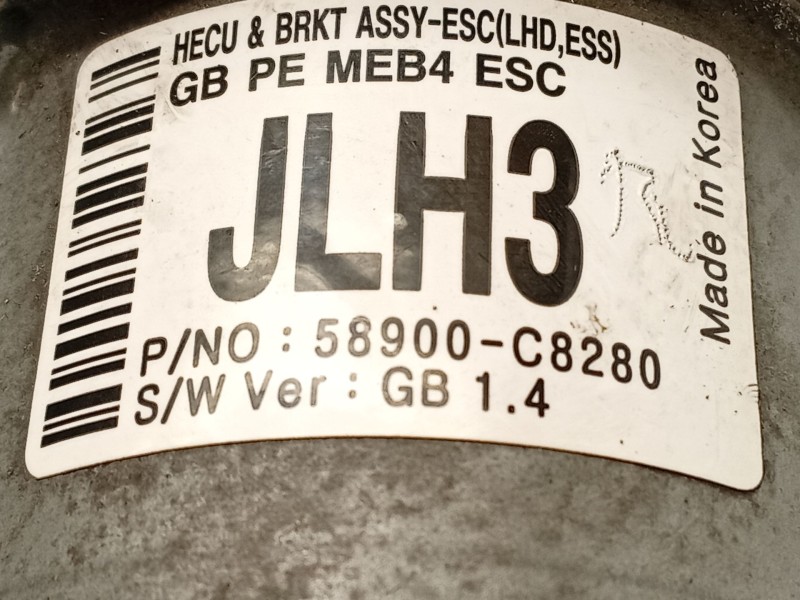 HECU & BRKT ASSY-ESC(LHD,ESS)
GB PE MEB4 ESC
JLH3
Made in Korea
P/NO : 58900-C8280
S/W Ver : GB 1.4